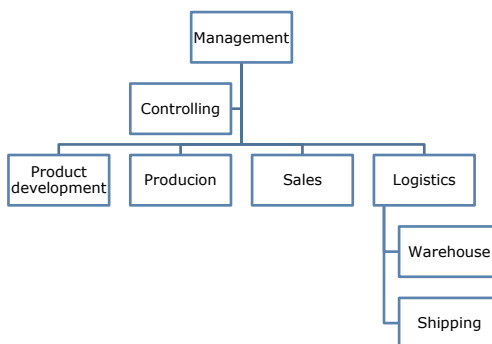 Management
Controlling
Product
development
Producion
Sales
Logistics
Warehouse
Shipping